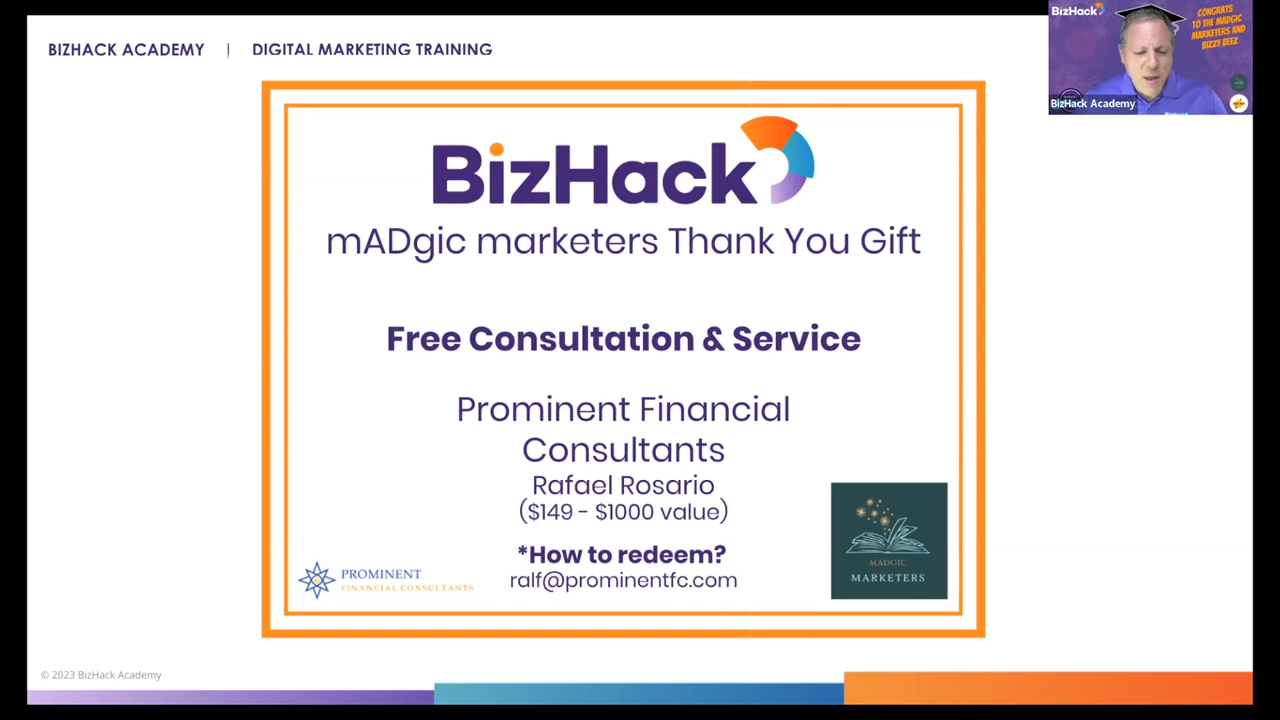 BIZHACK ACADEMY | DIGITAL MARKETING TRAINING
BizHack
CONGRATS
TO THE MADGIC
MARKETERS AND
BIZZY BEEZ
BizHack Academy
BizHack
mADgic marketers Thank You Gift
Free Consultation & Service
Prominent Financial
Consultants
Rafael Rosario
($149 - $1000 value)
*How to redeem?
ralf@prominentfc.com
PROMINENT
FINANCIAL CONSULTANTS
MADGIC
MARKETERS
© 2023 BizHack Academy